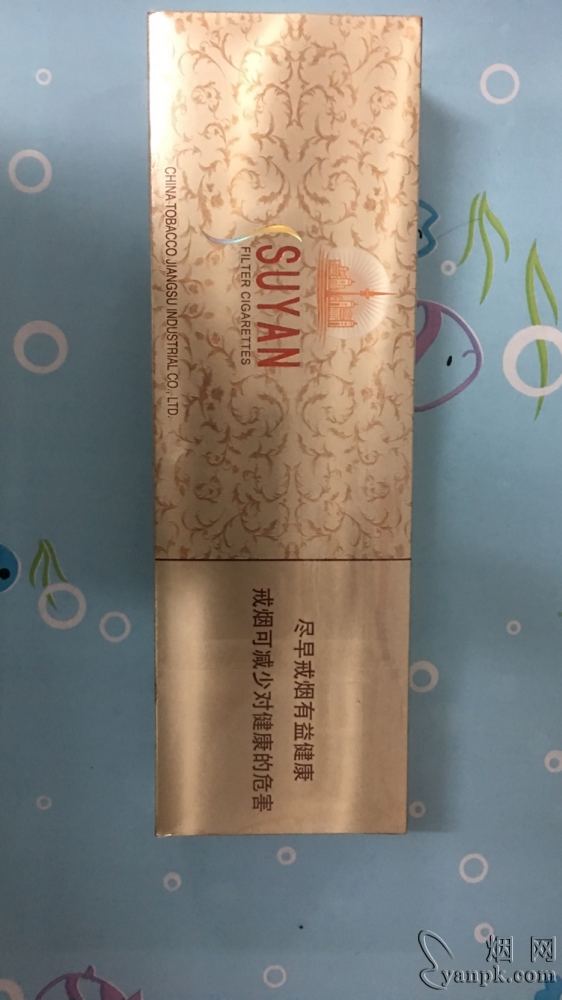 SUYAN
FILTER CIGARETTES
CHINA TOBACCO JIANGSU INDUSTRIAL CO., LTD.
尽早戒烟有益健康
戒烟可减少对健康的危害
烟网
yanpk.com